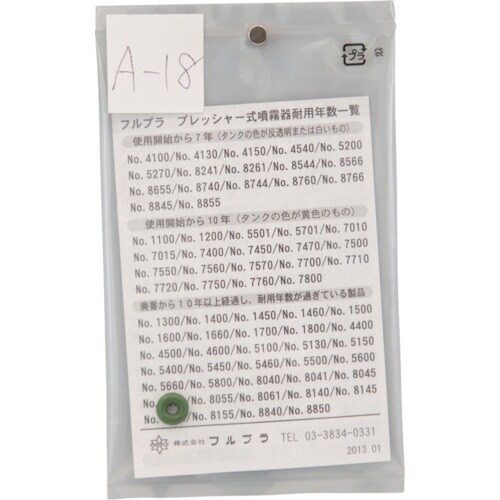 A-18
プラ 袋
フルプラ プレッシャー式噴霧器耐用年数一覧
使用開始から7年(タンクの色が反透明または白いもの)
No. 4100/No. 4130/No. 4150/No. 4540/No. 5200
No. 5270/No. 8241/No. 8261/No. 8544/No. 8566
No. 8655/No. 8740/No. 8744/No. 8760/No. 8766
No. 8845/No. 8855
使用開始から10年(タンクの色が黄色のもの)
No. 1100/No. 1200/No. 5501/No. 5701/No. 7010
No. 7015/No. 7400/No. 7450/No. 7470/No. 7500
No. 7550/No. 7560/No. 7570/No. 7700/No. 7710
No. 7720/No. 7750/No. 7760/No. 7800
廃番から10年以上経過し、耐用年数が過ぎている製品
No. 1300/No. 1400/No. 1450/No. 1460/No. 1500
No. 1600/No. 1660/No. 1700/No. 1800/No. 4400
No. 4500/No. 4600/No. 5100/No. 5130/No. 5150
No. 5400/No. 5450/No. 5460/No. 5500/No. 5600
No. 5660/No. 5800/No. 8040/No. 8041/No. 8045
/No. 8055/No. 8061/No. 8140/No. 8145
No. 8155/No. 8840/No. 8850
株式会社 フルプラ TEL 03-3834-0331
2013.01